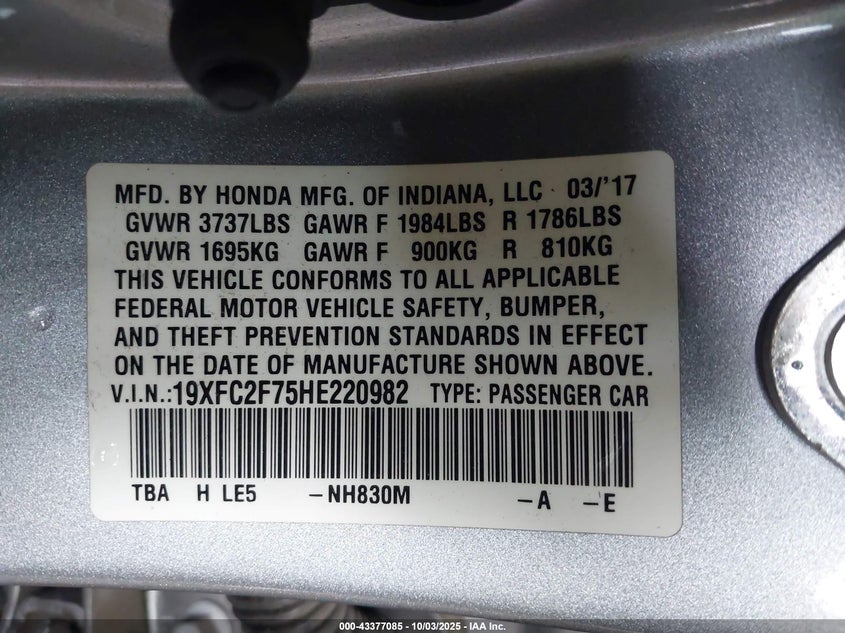 MFD. BY HONDA MFG. OF INDIANA, LLC 03/'17
GVWR 3737LBS GAWR F 1984LBS R 1786LBS
GVWR 1695KG GAWR F 900KG R 810KG
THIS VEHICLE CONFORMS TO ALL APPLICABLE
FEDERAL MOTOR VEHICLE SAFETY, BUMPER,
AND THEFT PREVENTION STANDARDS IN EFFECT
ON THE DATE OF MANUFACTURE SHOWN ABOVE.
V.I.N.:19XFC2F75HE220982 TYPE: PASSENGER CAR
TBA H LE5 -NH830M -A -E
000-43377085 - 10/03/2025 - IAA Inc.